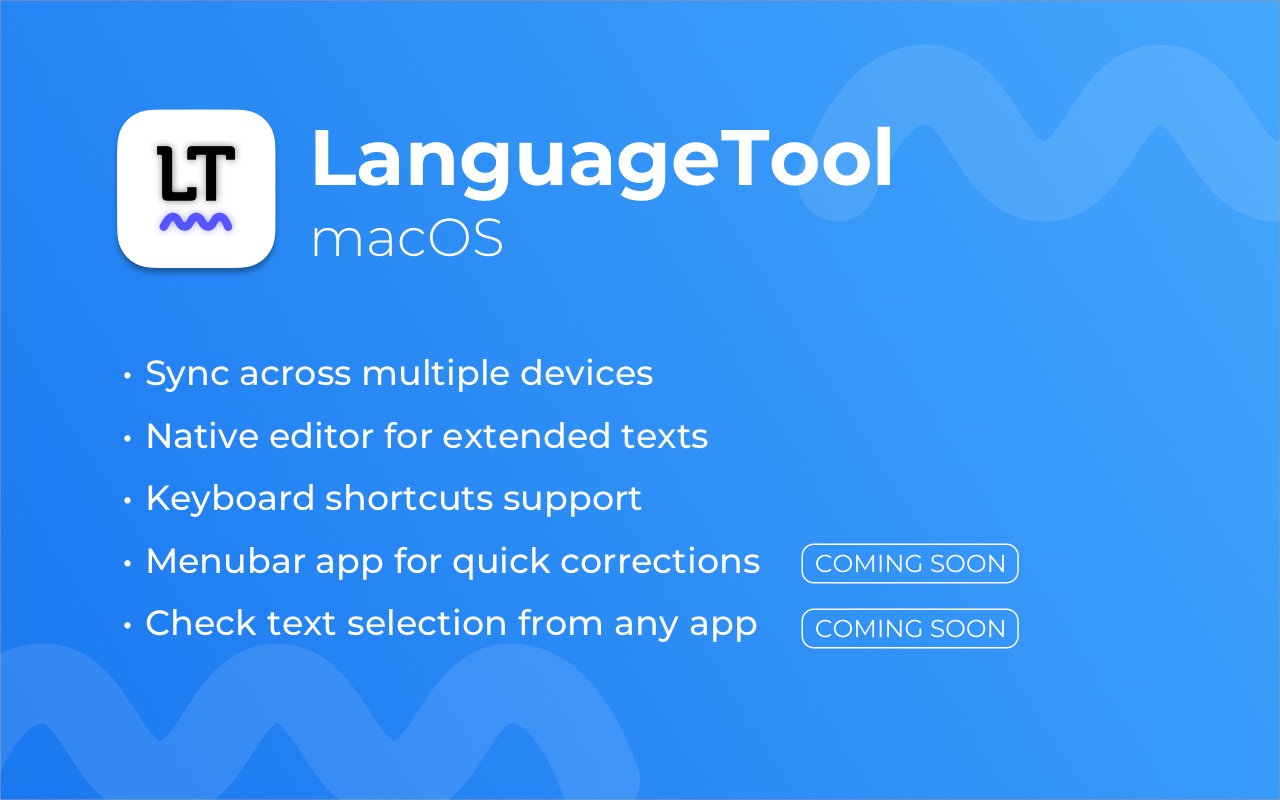 LT
LanguageTool
macOS
• Sync across multiple devices
• Native editor for extended texts
• Keyboard shortcuts support
• Menubar app for quick corrections COMING SOON
• Check text selection from any app COMING SOON